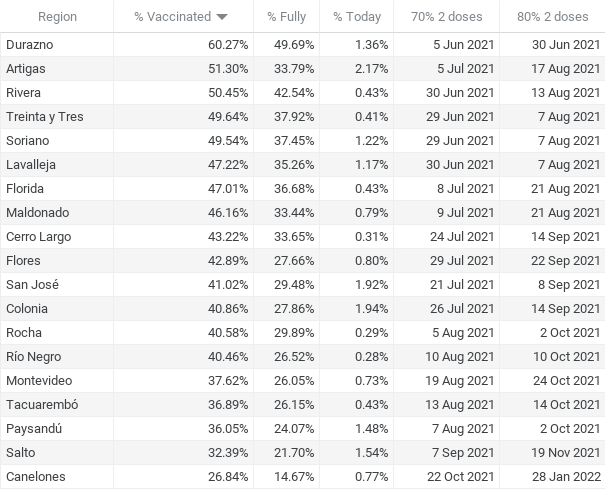 Region % Vaccinated % Fully % Today 70% 2 doses 80% 2 doses
Durazno 60.27% 49.69% 1.36% 5 Jun 2021 30 Jun 2021
Artigas 51.30% 33.79% 2.17% 5 Jul 2021 17 Aug 2021
Rivera 50.45% 42.54% 0.43% 30 Jun 2021 13 Aug 2021
Treinta y Tres 49.64% 37.92% 0.41% 29 Jun 2021 7 Aug 2021
Soriano 49.54% 37.45% 1.22% 29 Jun 2021 7 Aug 2021
Lavalleja 47.22% 35.26% 1.17% 30 Jun 2021 7 Aug 2021
Florida 47.01% 36.68% 0.43% 8 Jul 2021 21 Aug 2021
Maldonado 46.16% 33.44% 0.79% 9 Jul 2021 21 Aug 2021
Cerro Largo 43.22% 33.65% 0.31% 24 Jul 2021 14 Sep 2021
Flores 42.89% 27.66% 0.80% 29 Jul 2021 22 Sep 2021
San José 41.02% 29.48% 1.92% 21 Jul 2021 8 Sep 2021
Colonia 40.86% 27.86% 1.94% 26 Jul 2021 14 Sep 2021
Rocha 40.58% 29.89% 0.29% 5 Aug 2021 2 Oct 2021
Río Negro 40.46% 26.52% 0.28% 10 Aug 2021 10 Oct 2021
Montevideo 37.62% 26.05% 0.73% 19 Aug 2021 24 Oct 2021
Tacuarembó 36.89% 26.15% 0.43% 13 Aug 2021 14 Oct 2021
Paysandú 36.05% 24.07% 1.48% 7 Aug 2021 2 Oct 2021
Salto 32.39% 21.70% 1.54% 7 Sep 2021 19 Nov 2021
Canelones 26.84% 14.67% 0.77% 22 Oct 2021 28 Jan 2022